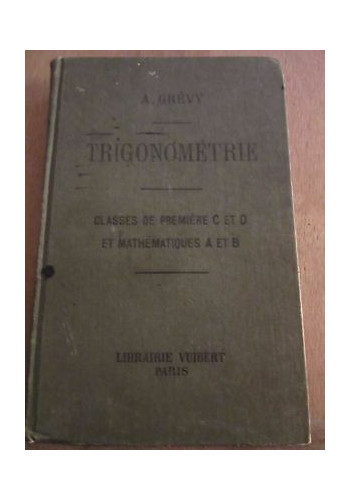 A. GRÉVY
TRIGONOMÉTRIE
CLASSES DE PREMIÈRE C ET D
ET MATHÉMATIQUES A ET B
LIBRAIRIE VUIBERT
PARIS